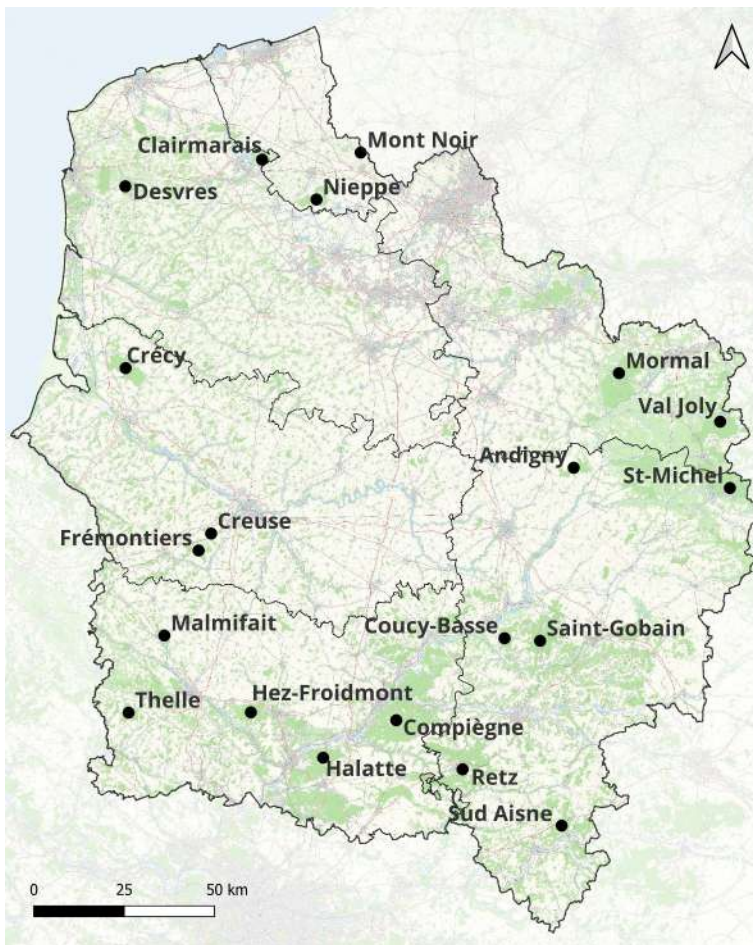 Mont Noir
Clairmarais
Nieppe
Desvres
Crécy
Mormal
Val Joly
Andigny
St-Michel
Creuse
Frémontiers
Malmifait
Coucy-Basse
Saint-Gobain
Hez-Froidmont
Thelle
Compiègne
Halatte
Retz
Sud Aisne
0 25 50 km